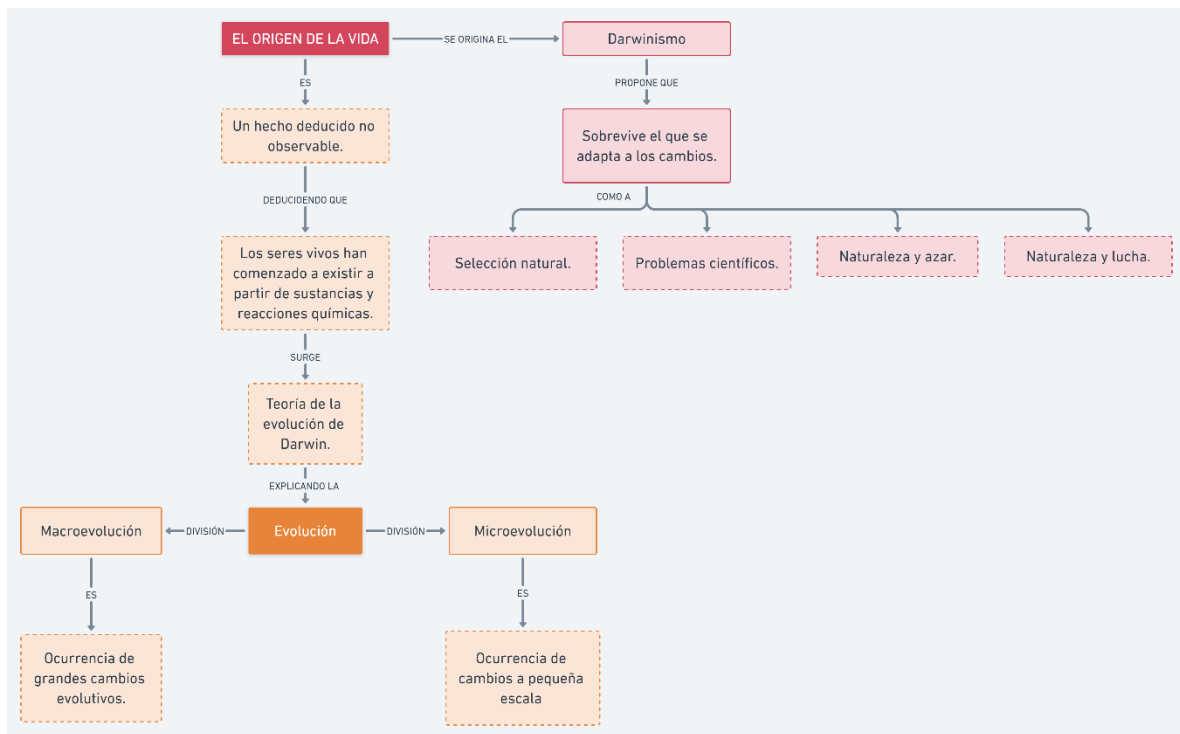 EL ORIGEN DE LA VIDA
SE ORIGINA EL
Darwinismo
ES
PROPONE QUE
Un hecho deducido no
observable.
Sobrevive el que se
adapta a los cambios.
DEDUCIOENDO QUE
COMO A
Los seres vivos han
comenzado a existir a
partir de sustancias y
reacciones químicas.
Selección natural.
Problemas científicos.
Naturaleza y azar.
Naturaleza y lucha.
SURGE
Teoría de la
evolución de
Darwin.
EXPLICANDO LA
Macroevolución
DIVISIÓN
Evolución
DIVISIÓN
Microevolución
ES
ES
Ocurrencia de
grandes cambios
evolutivos.
Ocurrencia de
cambios a pequeña
escala